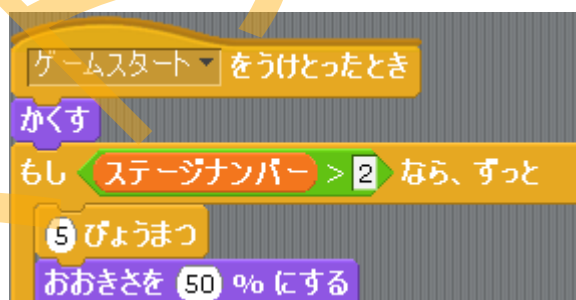 ゲームスタート をうけとったとき
かくす
もし ステージナンバー > 2 なら、ずっと
5 びょうまつ
おおきさを 50 % にする